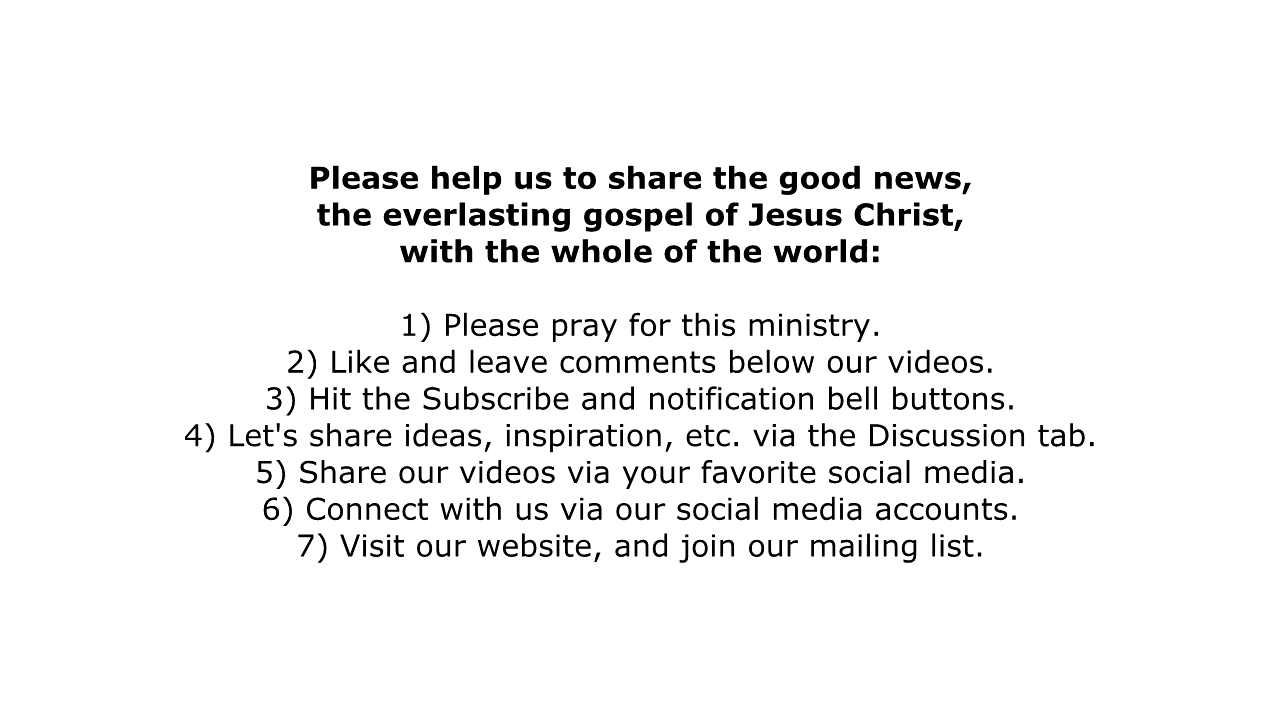 Please help us to share the good news,
the everlasting gospel of Jesus Christ,
with the whole of the world:
1) Please pray for this ministry.
2) Like and leave comments below our videos.
3) Hit the Subscribe and notification bell buttons.
4) Let's share ideas, inspiration, etc. via the Discussion tab.
5) Share our videos via your favorite social media.
6) Connect with us via our social media accounts.
7) Visit our website, and join our mailing list.